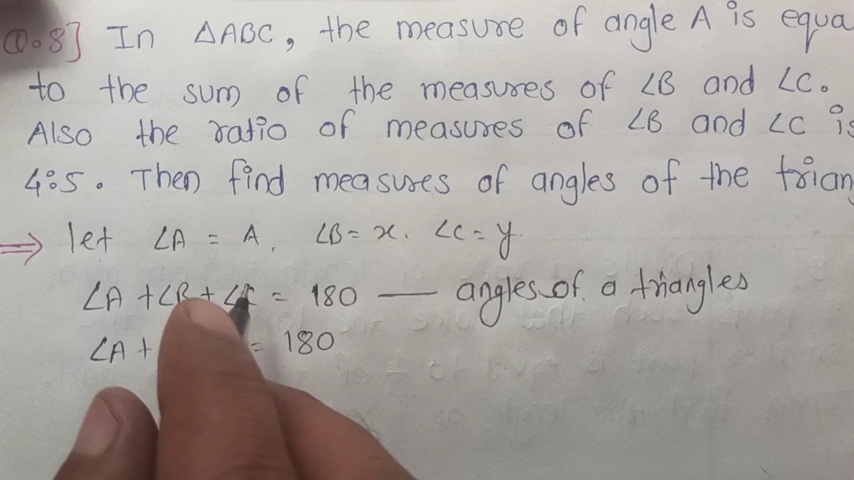 Q.8] In △ABC, the measure of angle A is equa
to the sum of the measures of ∠B and ∠C.
Also the ratio of measures of ∠B and ∠C is
4:5. Then find measures of angles of the trian
⇒ let ∠A = A, ∠B = x. ∠C = y.
∠A + ∠B + ∠C = 180 — angles of a triangles
∠A + = 180